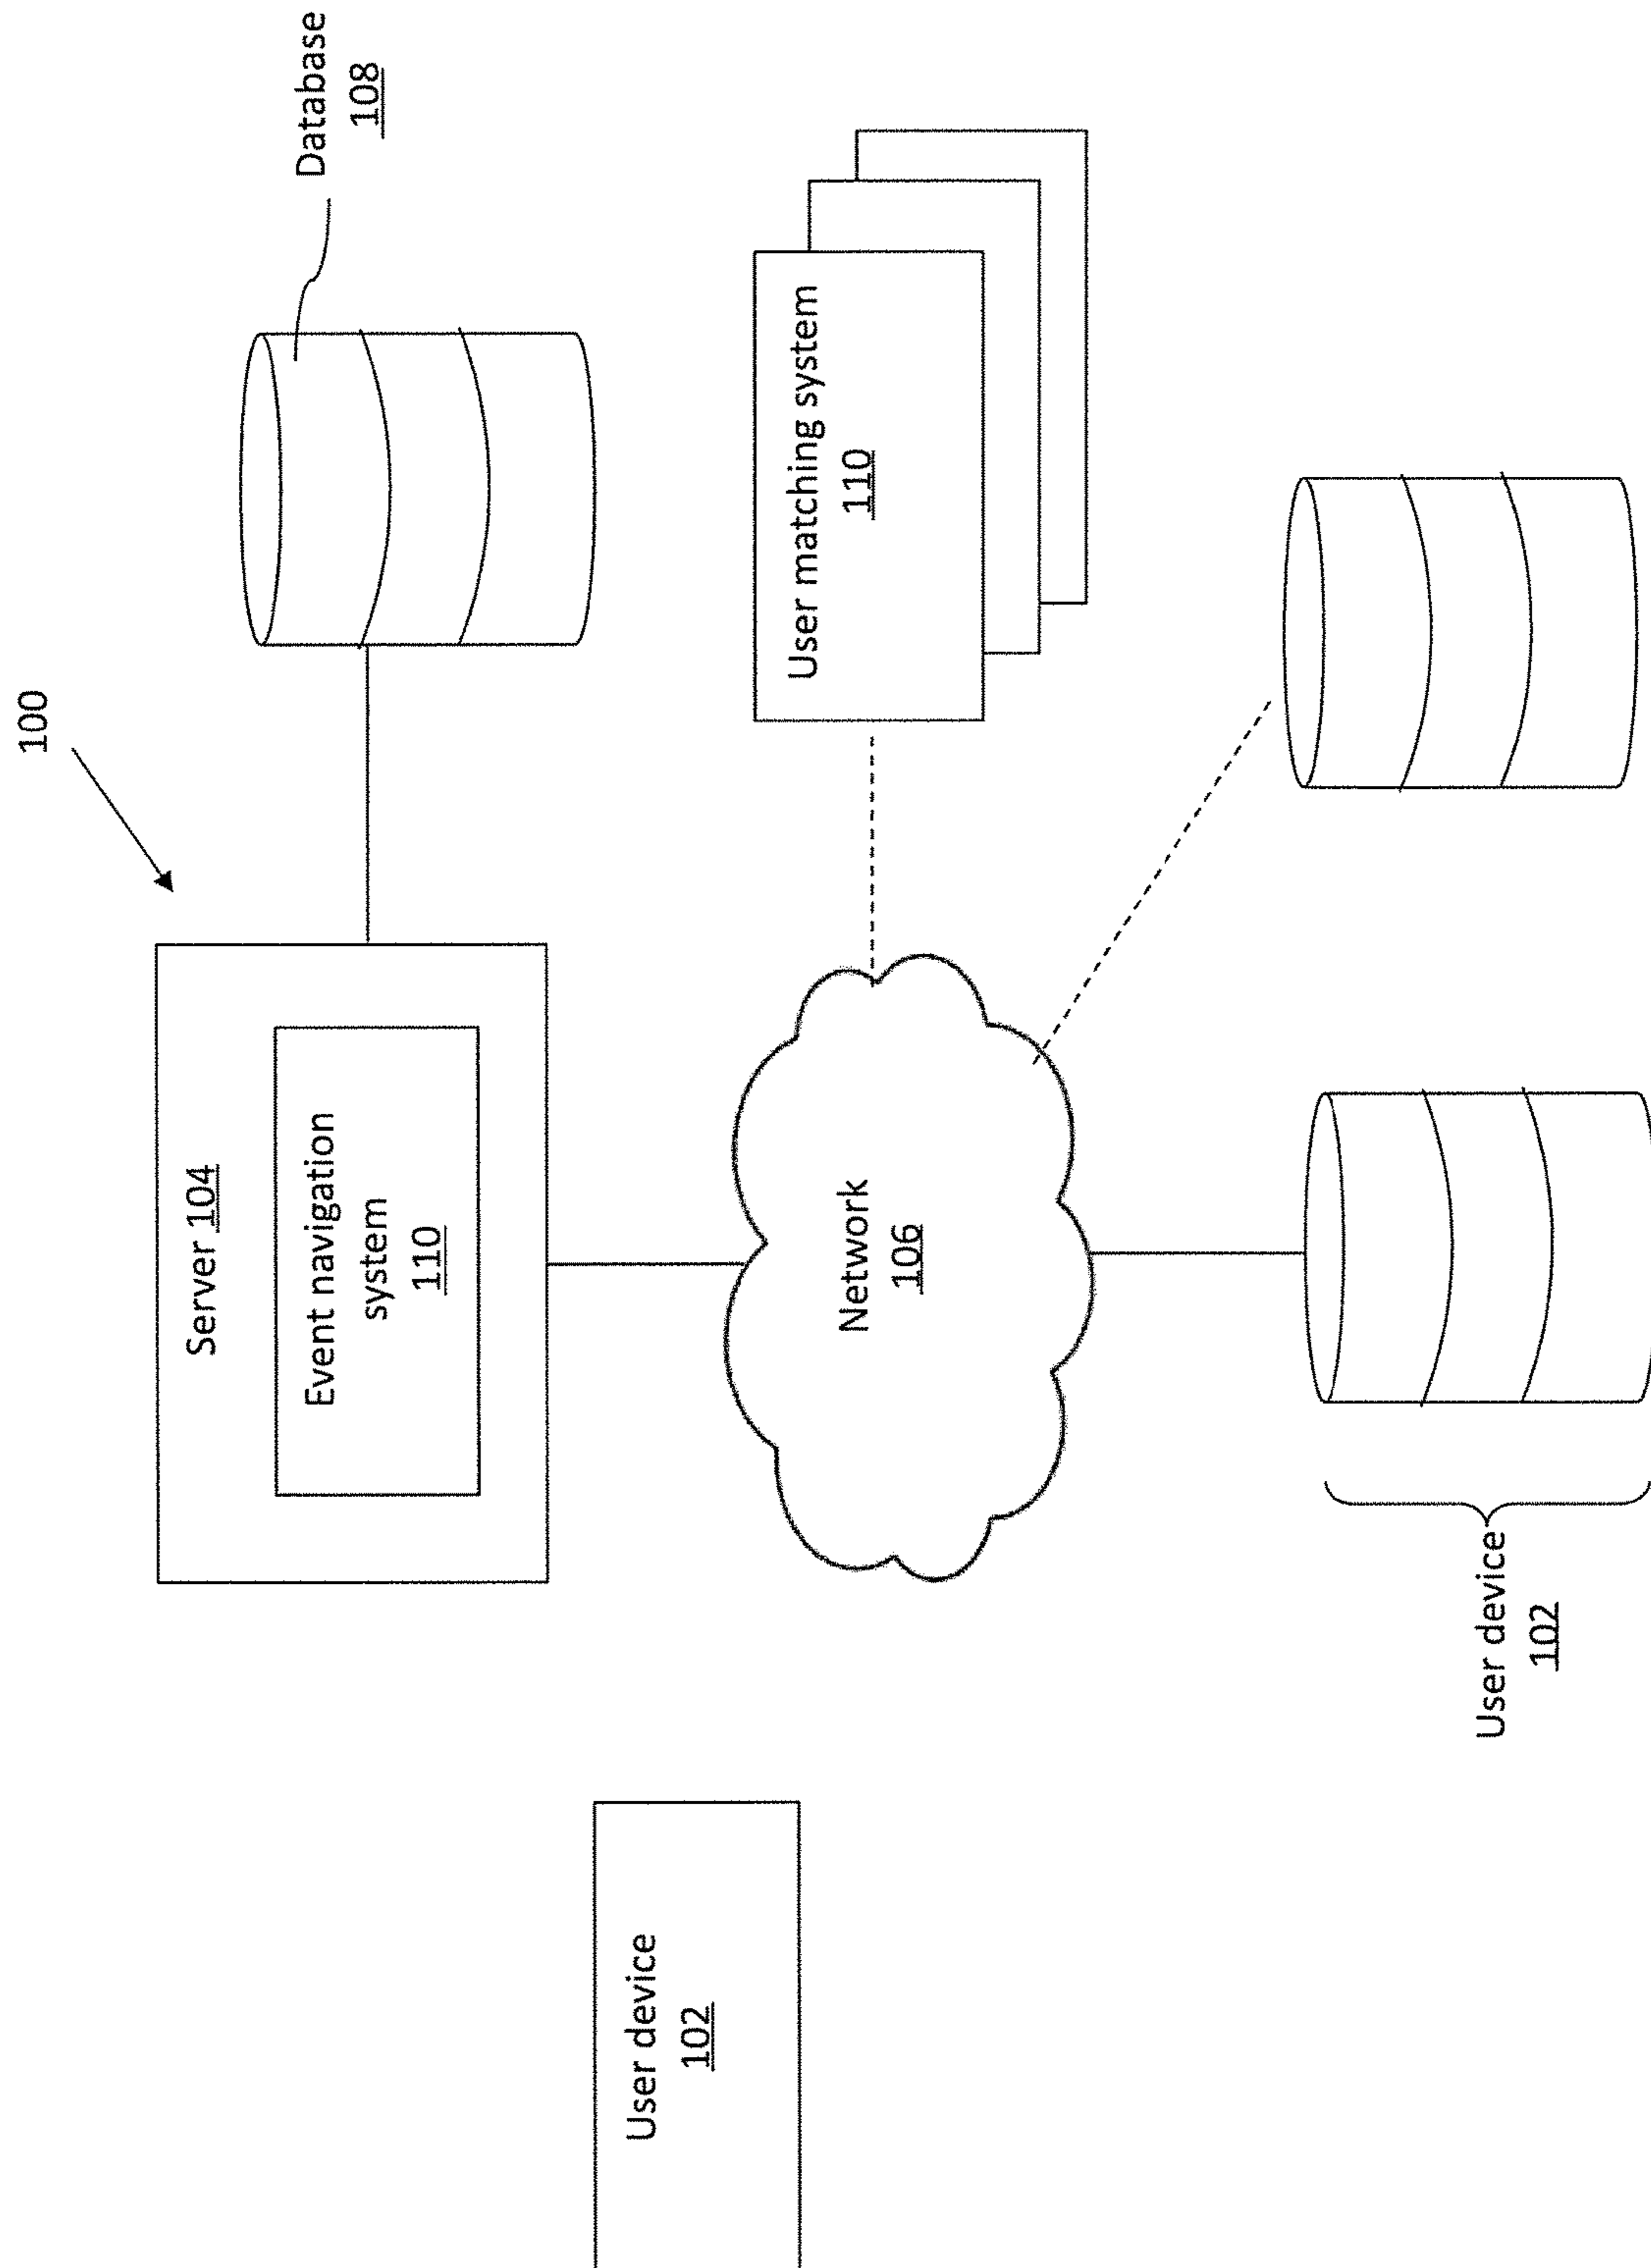 100
Server 104
Event navigation
system
110
Database
108
User device
102
Network
106
User matching system
110
User device
102